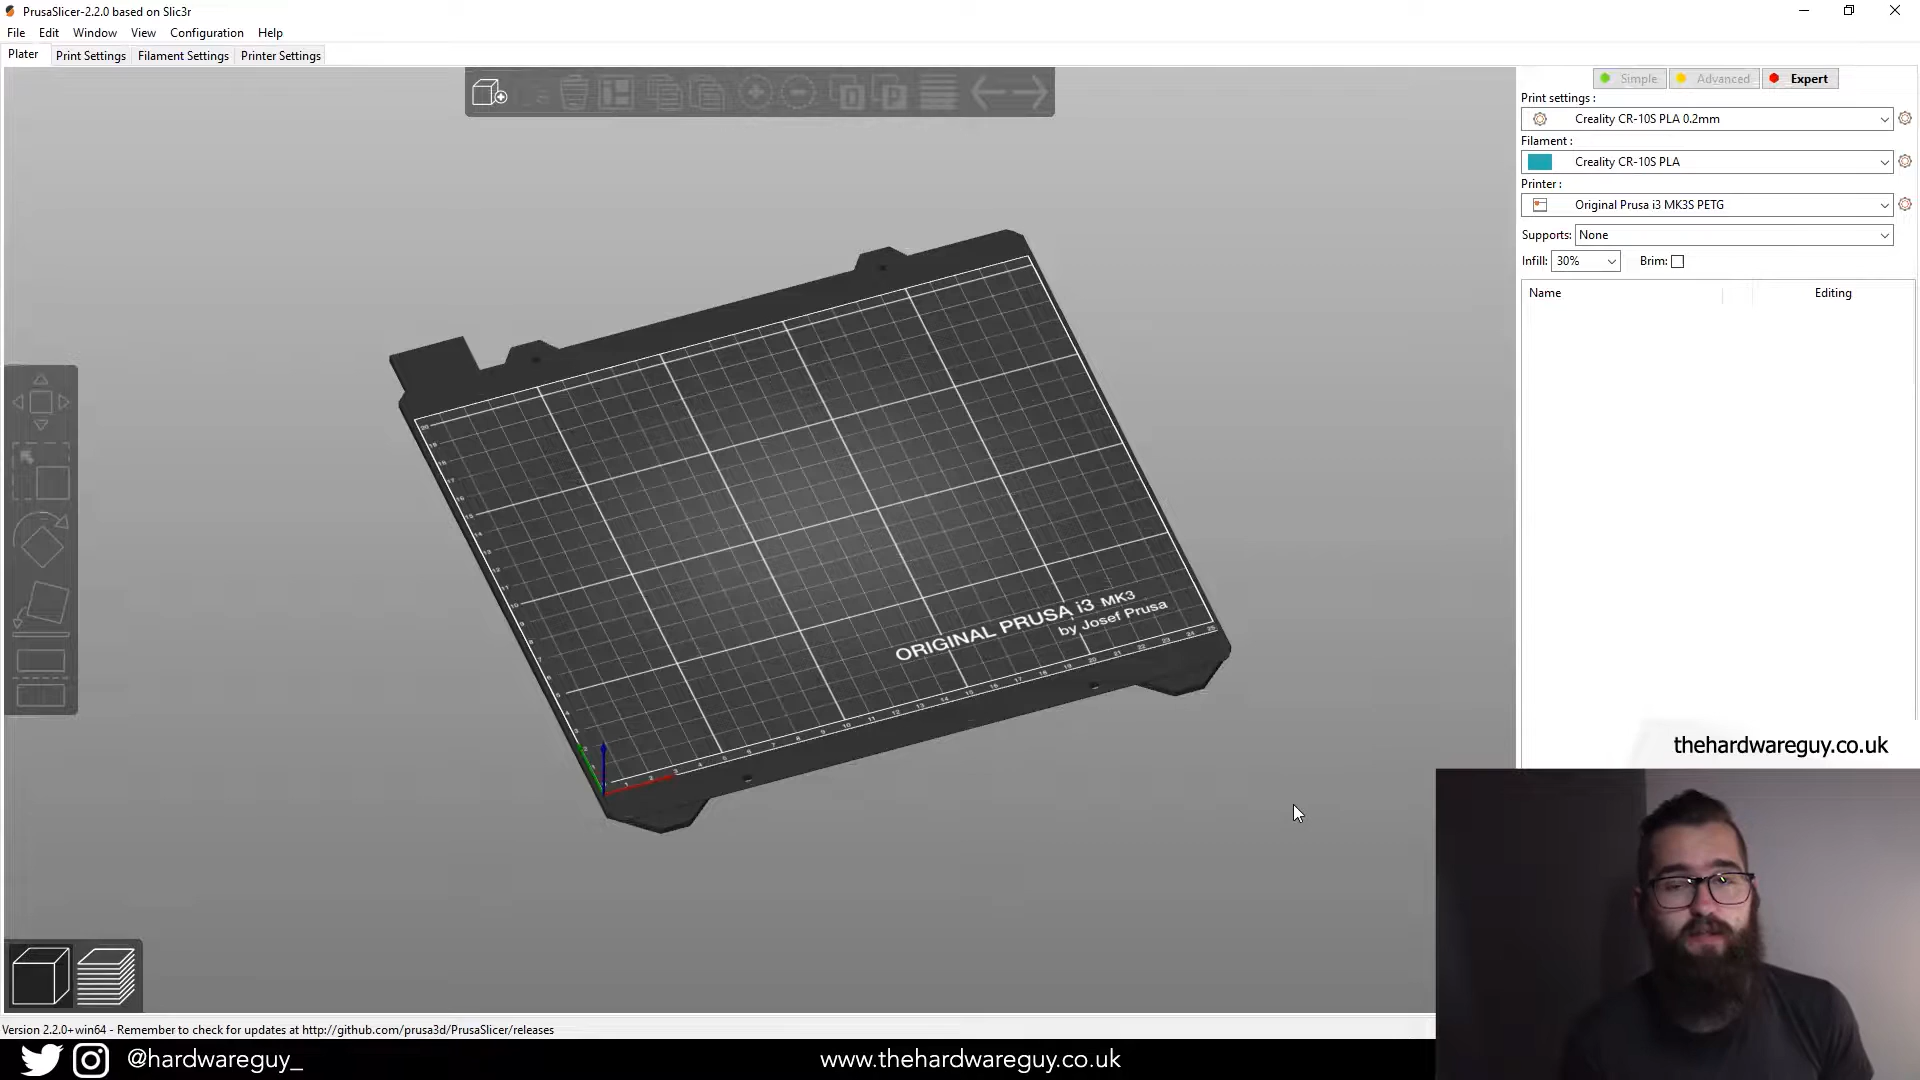 PrusaSlicer-2.2.0 based on Slic3r
File Edit Window View Configuration Help
Plater Print Settings Filament Settings Printer Settings
Simple Advanced Expert
Print settings :
Creality CR-10S PLA 0.2mm
Filament :
Creality CR-10S PLA
Printer :
Original Prusa i3 MK3S PETG
Supports: None
Infill: 30% Brim:
Name Editing
ORIGINAL PRUSA i3 MK3
by Josef Prusa
thehardwareguy.co.uk
Version 2.2.0+win64 - Remember to check for updates at http://github.com/prusa3d/PrusaSlicer/releases
@hardwareguy_ www.thehardwareguy.co.uk